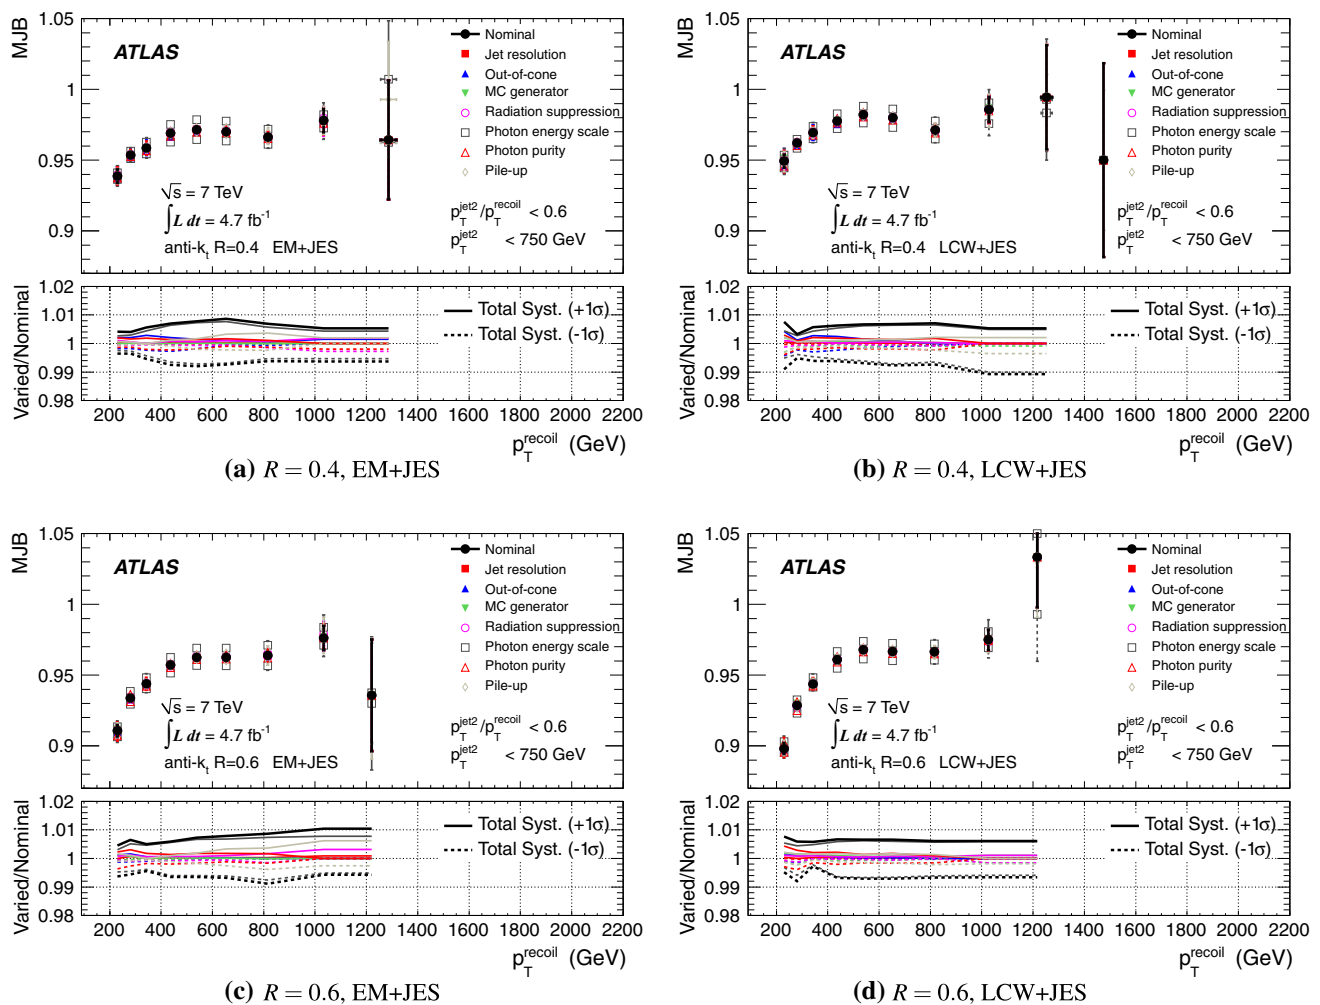 MJB
1.05
1
0.95
0.9
ATLAS
Nominal
Jet resolution
Out-of-cone
MC generator
Radiation suppression
Photon energy scale
Photon purity
Pile-up
√s = 7 TeV
∫L dt = 4.7 fb⁻¹
anti-k_t R=0.4 EM+JES
p_T^jet2/p_T^recoil < 0.6
p_T^jet2 < 750 GeV
Varied/Nominal
1.02
1.01
1
0.99
0.98
Total Syst. (+1σ)
Total Syst. (-1σ)
200 400 600 800 1000 1200 1400 1600 1800 2000 2200
p_T^recoil (GeV)
(a) R = 0.4, EM+JES
MJB
1.05
1
0.95
0.9
ATLAS
Nominal
Jet resolution
Out-of-cone
MC generator
Radiation suppression
Photon energy scale
Photon purity
Pile-up
√s = 7 TeV
∫L dt = 4.7 fb⁻¹
anti-k_t R=0.4 LCW+JES
p_T^jet2/p_T^recoil < 0.6
p_T^jet2 < 750 GeV
Varied/Nominal
1.02
1.01
1
0.99
0.98
Total Syst. (+1σ)
Total Syst. (-1σ)
200 400 600 800 1000 1200 1400 1600 1800 2000 2200
p_T^recoil (GeV)
(b) R = 0.4, LCW+JES
MJB
1.05
1
0.95
0.9
ATLAS
Nominal
Jet resolution
Out-of-cone
MC generator
Radiation suppression
Photon energy scale
Photon purity
Pile-up
√s = 7 TeV
∫L dt = 4.7 fb⁻¹
anti-k_t R=0.6 EM+JES
p_T^jet2/p_T^recoil < 0.6
p_T^jet2 < 750 GeV
Varied/Nominal
1.02
1.01
1
0.99
0.98
Total Syst. (+1σ)
Total Syst. (-1σ)
200 400 600 800 1000 1200 1400 1600 1800 2000 2200
p_T^recoil (GeV)
(c) R = 0.6, EM+JES
MJB
1.05
1
0.95
0.9
ATLAS
Nominal
Jet resolution
Out-of-cone
MC generator
Radiation suppression
Photon energy scale
Photon purity
Pile-up
√s = 7 TeV
∫L dt = 4.7 fb⁻¹
anti-k_t R=0.6 LCW+JES
p_T^jet2/p_T^recoil < 0.6
p_T^jet2 < 750 GeV
Varied/Nominal
1.02
1.01
1
0.99
0.98
Total Syst. (+1σ)
Total Syst. (-1σ)
200 400 600 800 1000 1200 1400 1600 1800 2000 2200
p_T^recoil (GeV)
(d) R = 0.6, LCW+JES